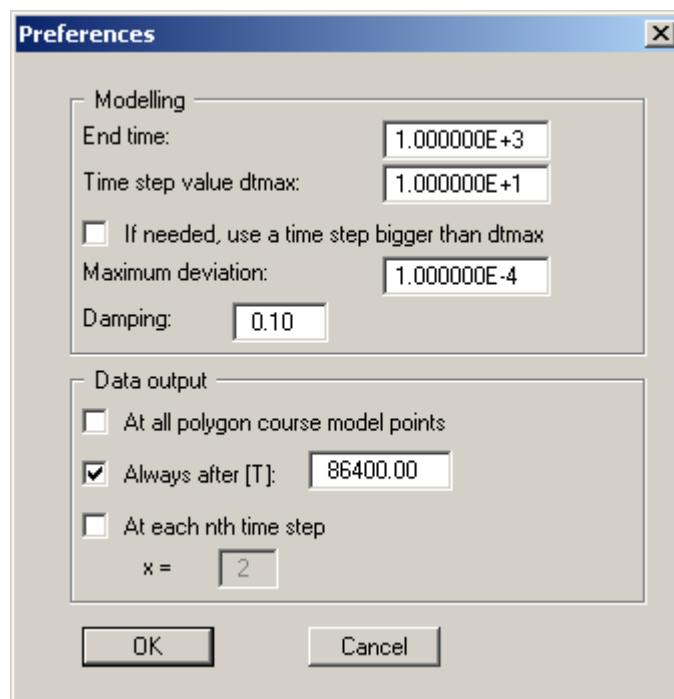 Preferences
Modelling
End time: 1.000000E+3
Time step value dtmax: 1.000000E+1
If needed, use a time step bigger than dtmax
Maximum deviation: 1.000000E-4
Damping: 0.10
Data output
At all polygon course model points
Always after [T]: 86400.00
At each nth time step
x = 2
OK Cancel